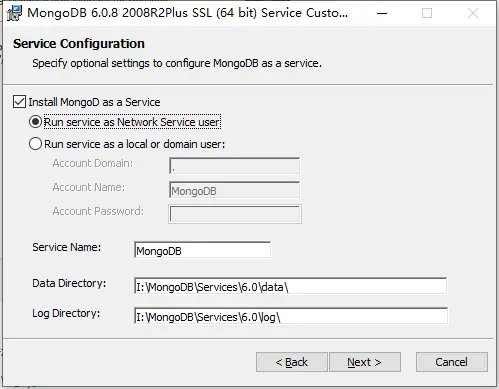 MongoDB 6.0.8 2008R2Plus SSL (64 bit) Service Custo...
Service Configuration
Specify optional settings to configure MongoDB as a service.
Install MongoD as a Service
Run service as Network Service user
Run service as a local or domain user:
Account Domain: .
Account Name: MongoDB
Account Password:
Service Name: MongoDB
Data Directory: I:\MongoDB\Services\6.0\data\
Log Directory: I:\MongoDB\Services\6.0\log\
< Back Next > Cancel